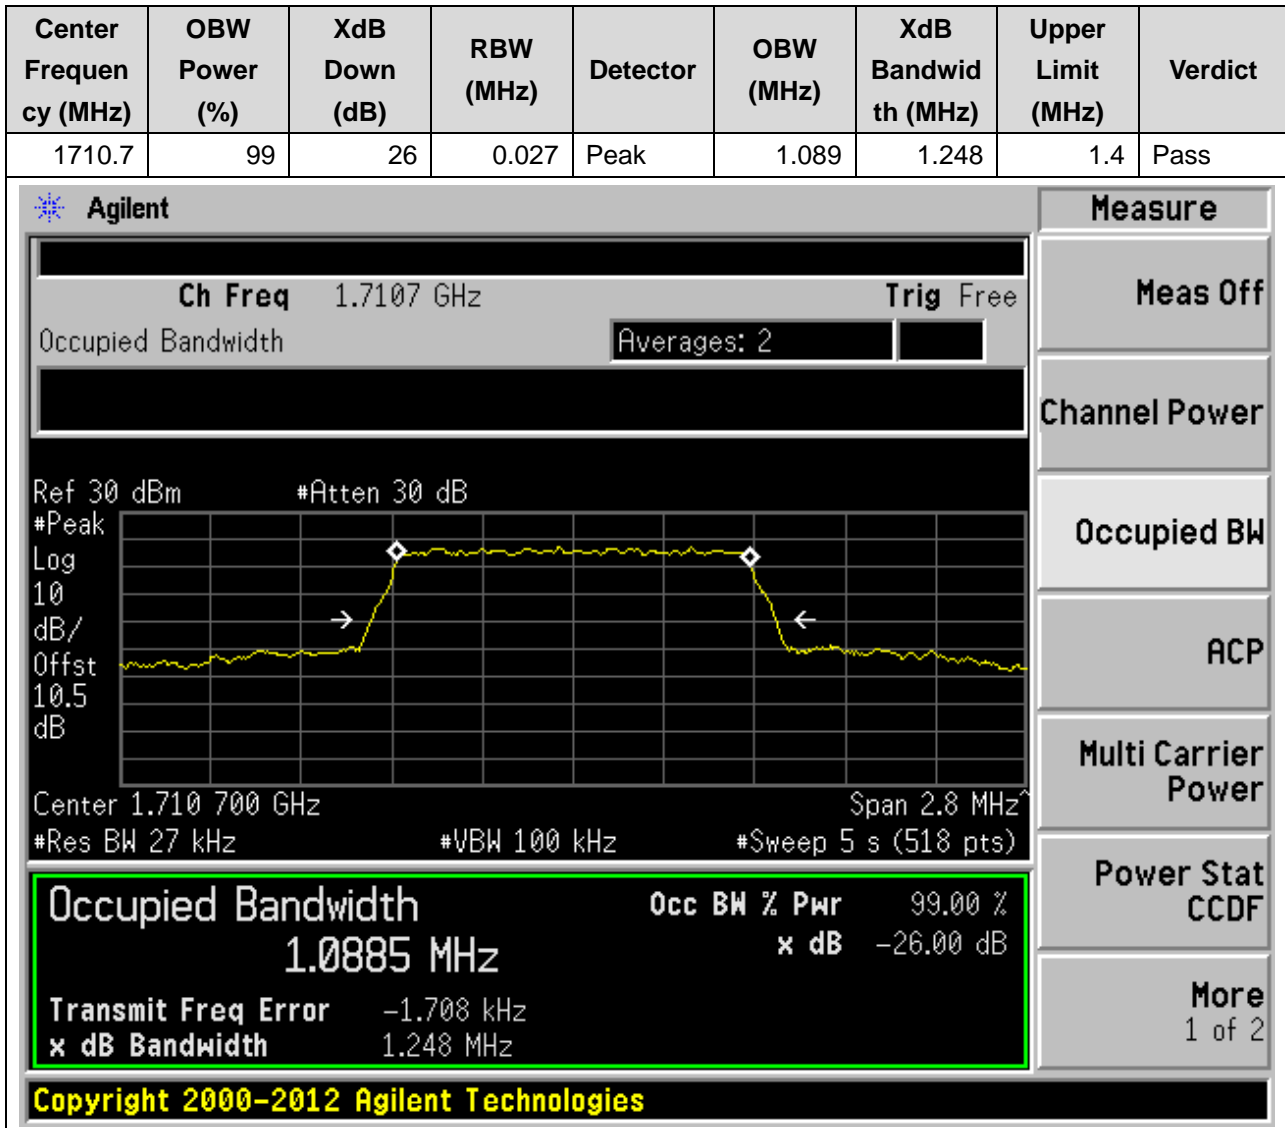 Center Frequen cy (MHz)
OBW Power (%)
XdB Down (dB)
RBW (MHz)
Detector
OBW (MHz)
XdB Bandwid th (MHz)
Upper Limit (MHz)
Verdict
1710.7 99 26 0.027 Peak 1.089 1.248 1.4 Pass
Agilent
Measure
Ch Freq 1.7107 GHz Trig Free
Meas Off
Occupied Bandwidth Averages: 2
Channel Power
Ref 30 dBm #Atten 30 dB
#Peak
Log
10
dB/
Offst
10.5
dB
Occupied BW
ACP
Multi Carrier
Power
Center 1.710 700 GHz Span 2.8 MHz^
#Res BW 27 kHz #VBW 100 kHz #Sweep 5 s (518 pts)
Power Stat
CCDF
Occupied Bandwidth Occ BW % Pwr 99.00 %
1.0885 MHz x dB -26.00 dB
Transmit Freq Error -1.708 kHz
x dB Bandwidth 1.248 MHz
More
1 of 2
Copyright 2000-2012 Agilent Technologies